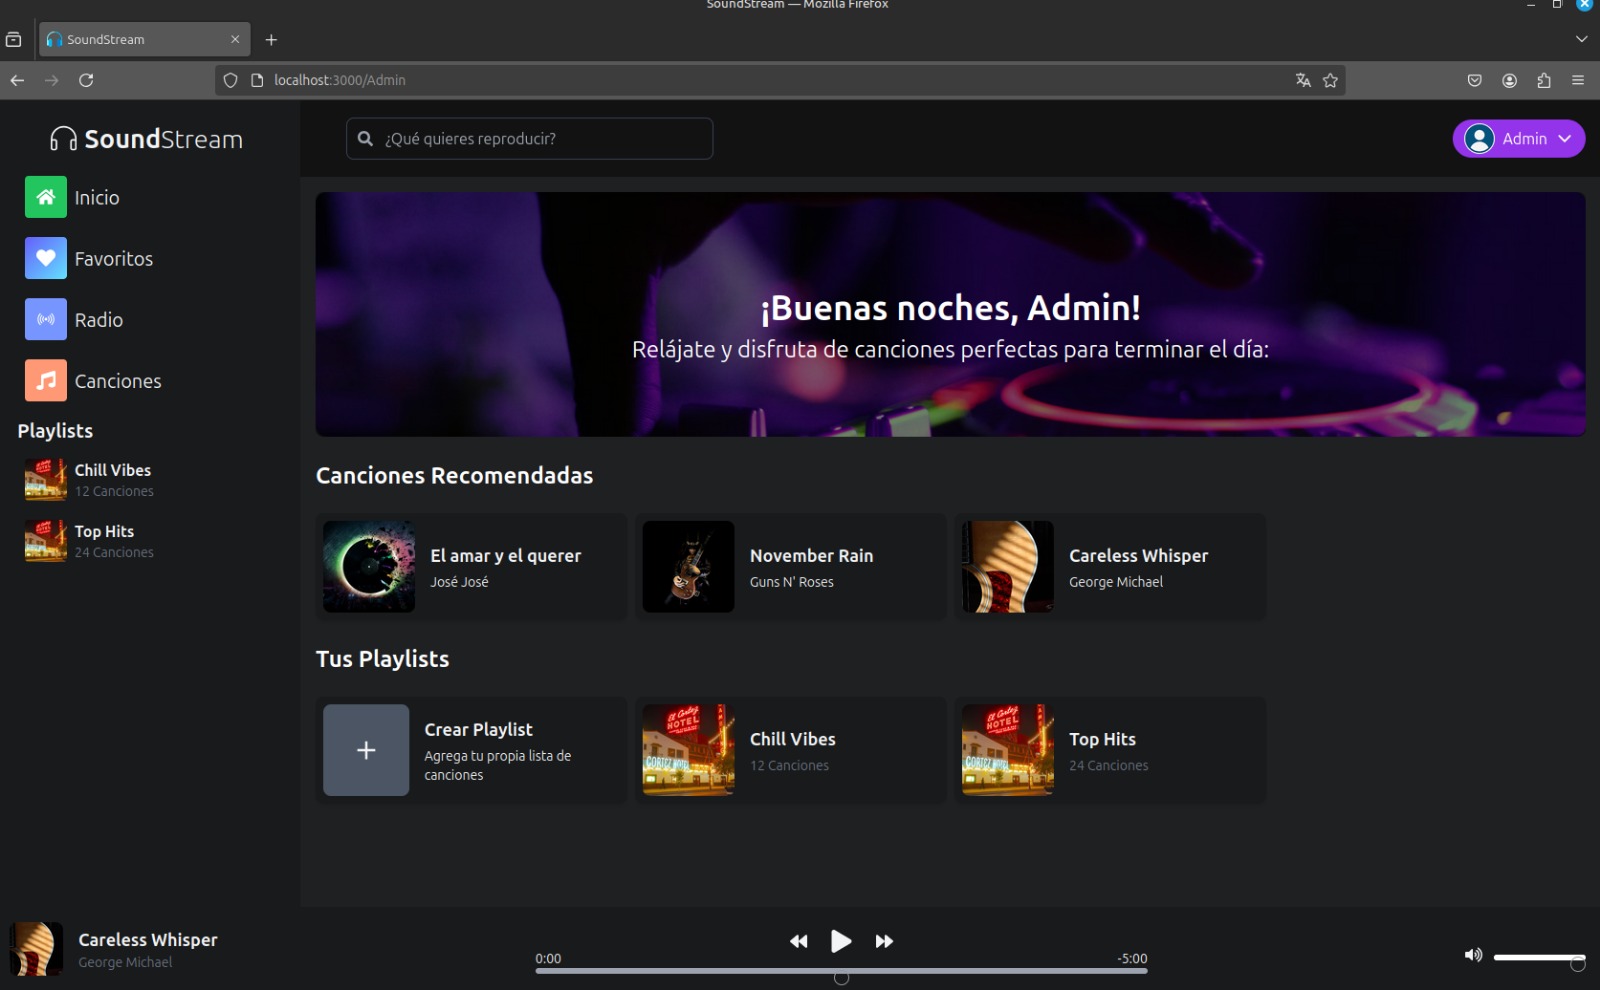 SoundStream — Mozilla Firefox
SoundStream
localhost:3000/Admin
SoundStream
¿Qué quieres reproducir?
Admin
Inicio
Favoritos
Radio
Canciones
Playlists
Chill Vibes
12 Canciones
Top Hits
24 Canciones
¡Buenas noches, Admin!
Relájate y disfruta de canciones perfectas para terminar el día:
Canciones Recomendadas
El amar y el querer
José José
November Rain
Guns N' Roses
Careless Whisper
George Michael
Tus Playlists
Crear Playlist
Agrega tu propia lista de
canciones
Chill Vibes
12 Canciones
Top Hits
24 Canciones
Careless Whisper
George Michael
0:00
-5:00